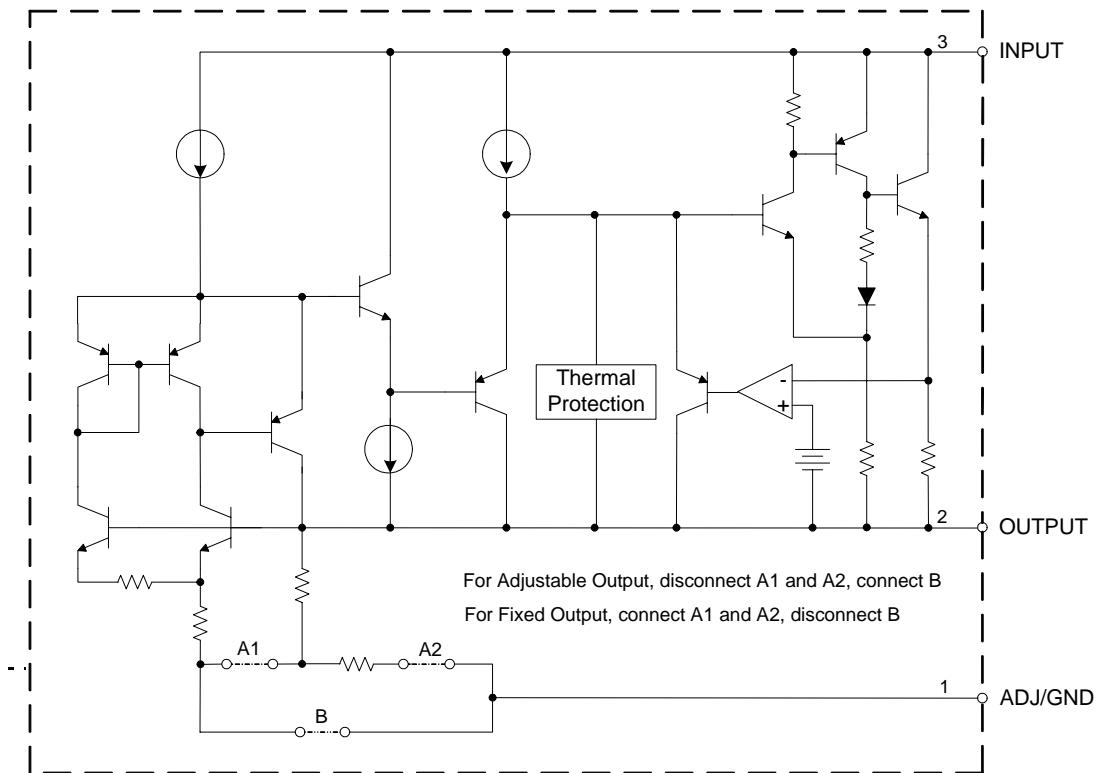 3
INPUT
Thermal
Protection
-
+
2
OUTPUT
For Adjustable Output, disconnect A1 and A2, connect B
For Fixed Output, connect A1 and A2, disconnect B
A1
A2
1
ADJ/GND
B